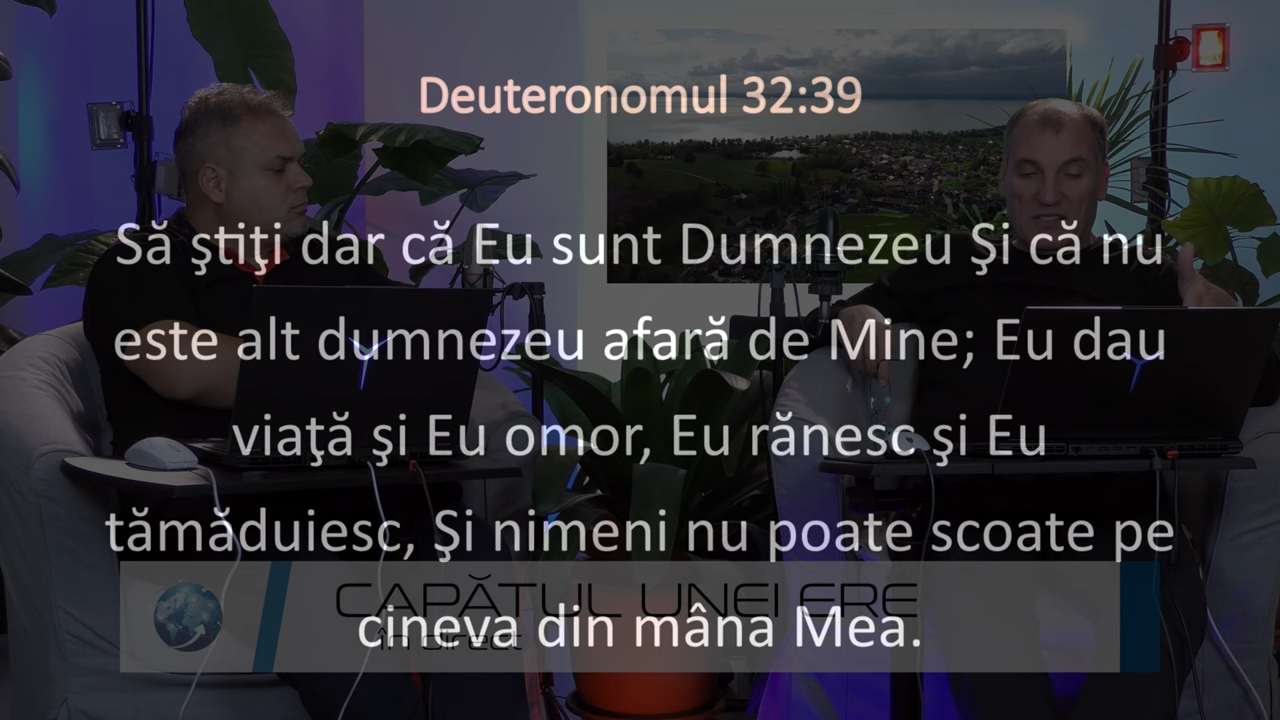 Deuteronomul 32:39
Să ştiţi dar că Eu sunt Dumnezeu Şi că nu
este alt dumnezeu afară de Mine; Eu dau
viaţă şi Eu omor, Eu rănesc şi Eu
tămăduiesc, Şi nimeni nu poate scoate pe
cineva din mâna Mea.
CAPĂTUL UNEI ERE
în direct